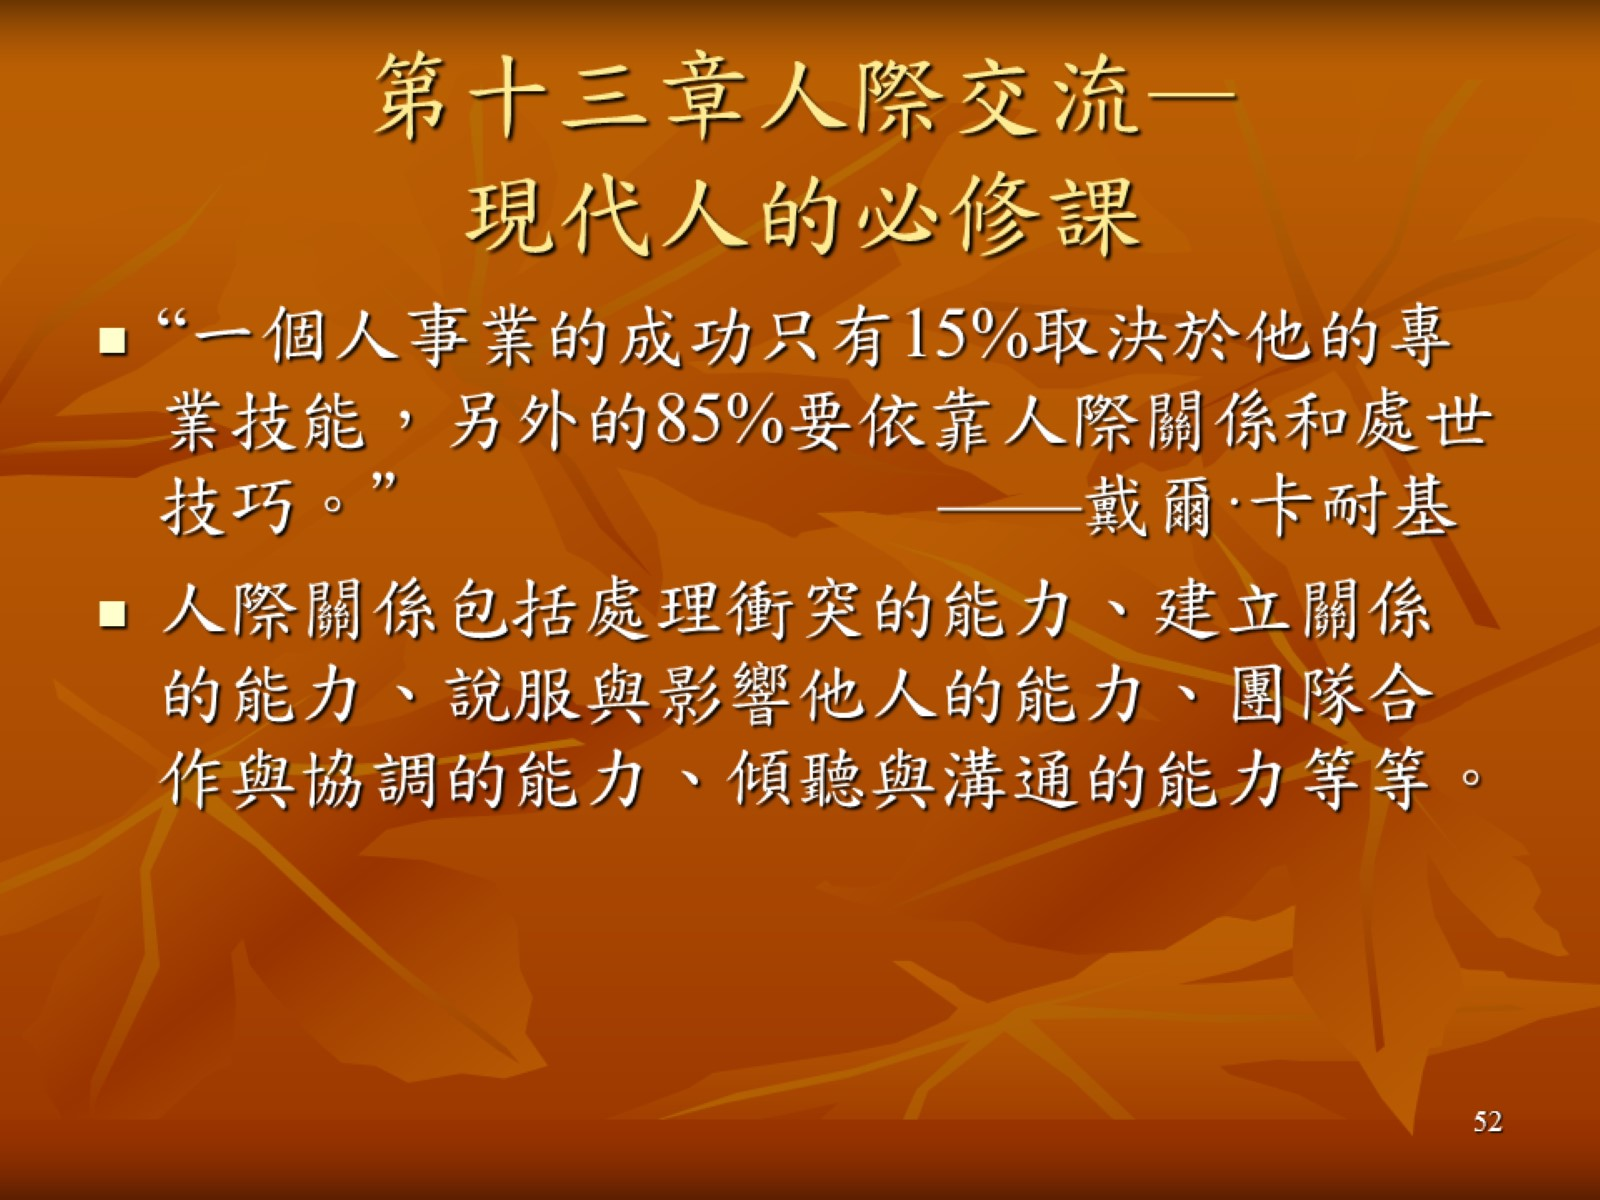 第十三章人際交流—
現代人的必修課
“一個人事業的成功只有15%取決於他的專
業技能，另外的85%要依靠人際關係和處世
技巧。” ——戴爾·卡耐基
人際關係包括處理衝突的能力、建立關係
的能力、說服與影響他人的能力、團隊合
作與協調的能力、傾聽與溝通的能力等等。
52